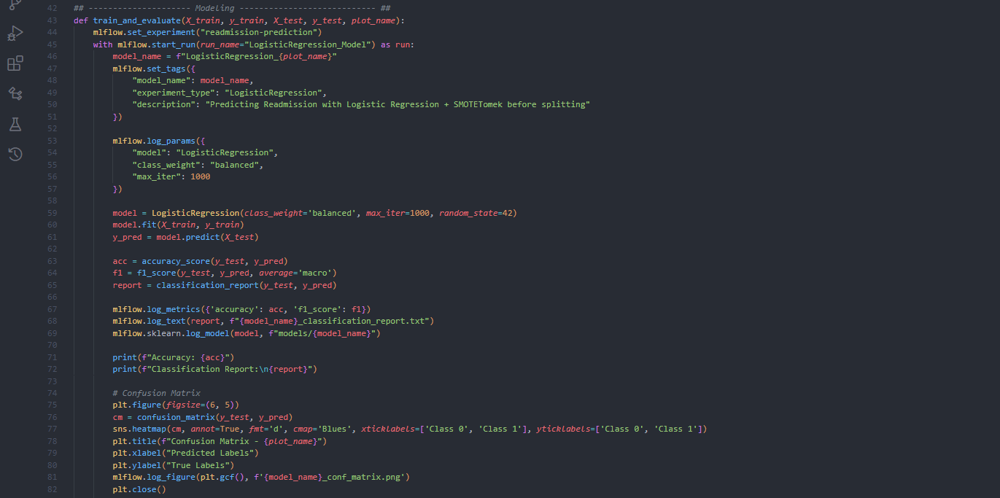 42 ## --------------------- Modeling ---------------------------- ##
43 def train_and_evaluate(X_train, y_train, X_test, y_test, plot_name):
44     mlflow.set_experiment("readmission-prediction")
45     with mlflow.start_run(run_name="LogisticRegression_Model") as run:
46         model_name = f"LogisticRegression_{plot_name}"
47         mlflow.set_tags({
48             "model_name": model_name,
49             "experiment_type": "LogisticRegression",
50             "description": "Predicting Readmission with Logistic Regression + SMOTETomek before splitting"
51         })
52
53         mlflow.log_params({
54             "model": "LogisticRegression",
55             "class_weight": "balanced",
56             "max_iter": 1000
57         })
58
59         model = LogisticRegression(class_weight='balanced', max_iter=1000, random_state=42)
60         model.fit(X_train, y_train)
61         y_pred = model.predict(X_test)
62
63         acc = accuracy_score(y_test, y_pred)
64         f1 = f1_score(y_test, y_pred, average='macro')
65         report = classification_report(y_test, y_pred)
66
67         mlflow.log_metrics({'accuracy': acc, 'f1_score': f1})
68         mlflow.log_text(report, f"{model_name}_classification_report.txt")
69         mlflow.sklearn.log_model(model, f"models/{model_name}")
70
71         print(f"Accuracy: {acc}")
72         print(f"Classification Report:\n{report}")
73
74         # Confusion Matrix
75         plt.figure(figsize=(6, 5))
76         cm = confusion_matrix(y_test, y_pred)
77         sns.heatmap(cm, annot=True, fmt='d', cmap='Blues', xticklabels=['Class 0', 'Class 1'], yticklabels=['Class 0', 'Class 1'])
78         plt.title(f"Confusion Matrix - {plot_name}")
79         plt.xlabel("Predicted Labels")
80         plt.ylabel("True Labels")
81         mlflow.log_figure(plt.gcf(), f'{model_name}_conf_matrix.png')
82         plt.close()